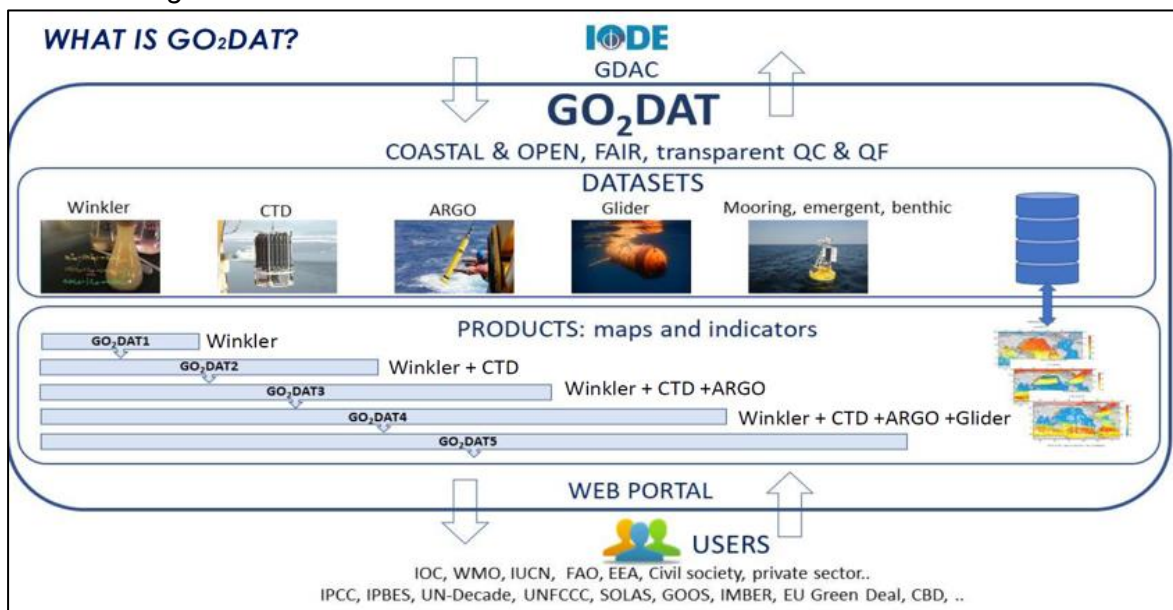 WHAT IS GO₂DAT?
IODE
GDAC
GO₂DAT
COASTAL & OPEN, FAIR, transparent QC & QF
DATASETS
Winkler
CTD
ARGO
Glider
Mooring, emergent, benthic
PRODUCTS: maps and indicators
GO₂DAT1
Winkler
GO₂DAT2
Winkler + CTD
GO₂DAT3
Winkler + CTD +ARGO
GO₂DAT4
Winkler + CTD +ARGO +Glider
GO₂DAT5
WEB PORTAL
USERS
IOC, WMO, IUCN, FAO, EEA, Civil society, private sector..
IPCC, IPBES, UN-Decade, UNFCCC, SOLAS, GOOS, IMBER, EU Green Deal, CBD, ..